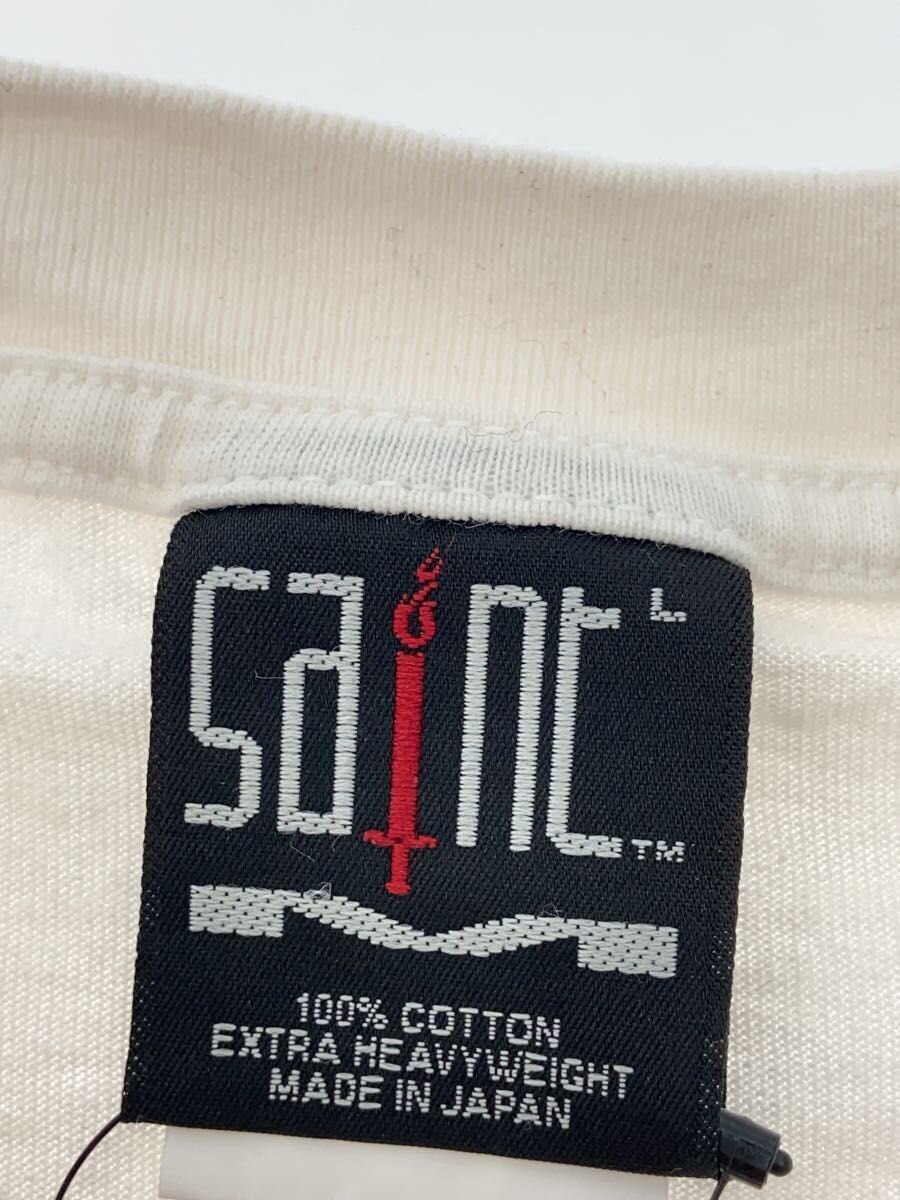 saint L
TM
100% COTTON
EXTRA HEAVYWEIGHT
MADE IN JAPAN